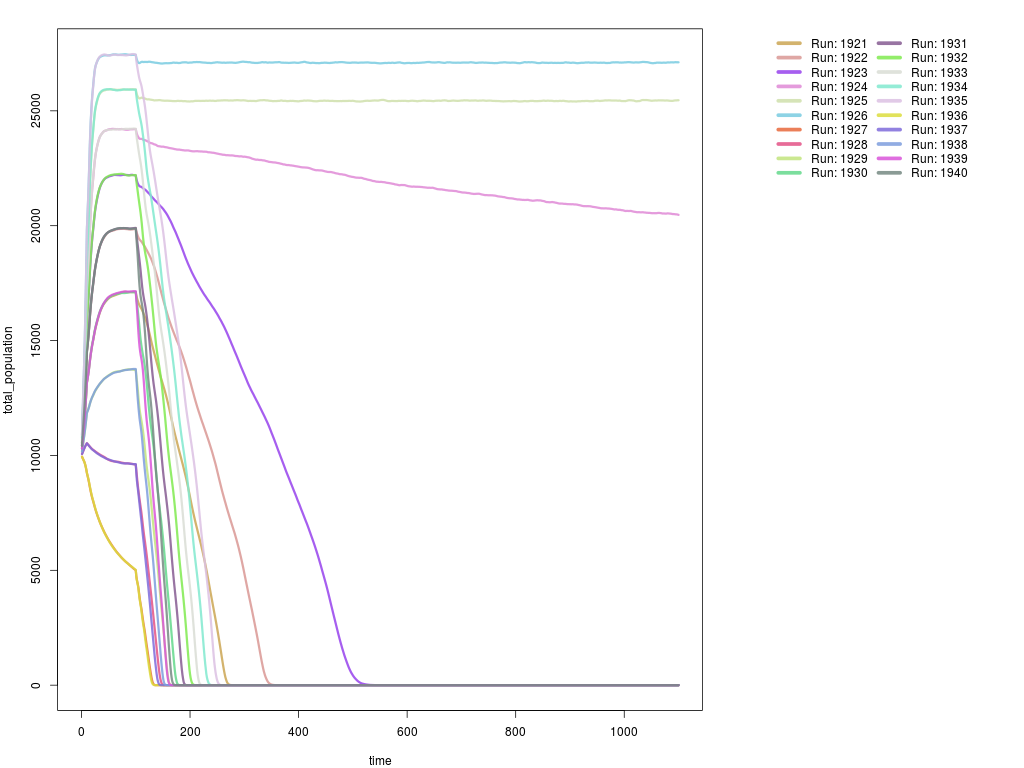 Run: 1921
Run: 1922
Run: 1923
Run: 1924
Run: 1925
Run: 1926
Run: 1927
Run: 1928
Run: 1929
Run: 1930
Run: 1931
Run: 1932
Run: 1933
Run: 1934
Run: 1935
Run: 1936
Run: 1937
Run: 1938
Run: 1939
Run: 1940
total_population
25000
20000
15000
10000
5000
0
0
200
400
600
800
1000
time